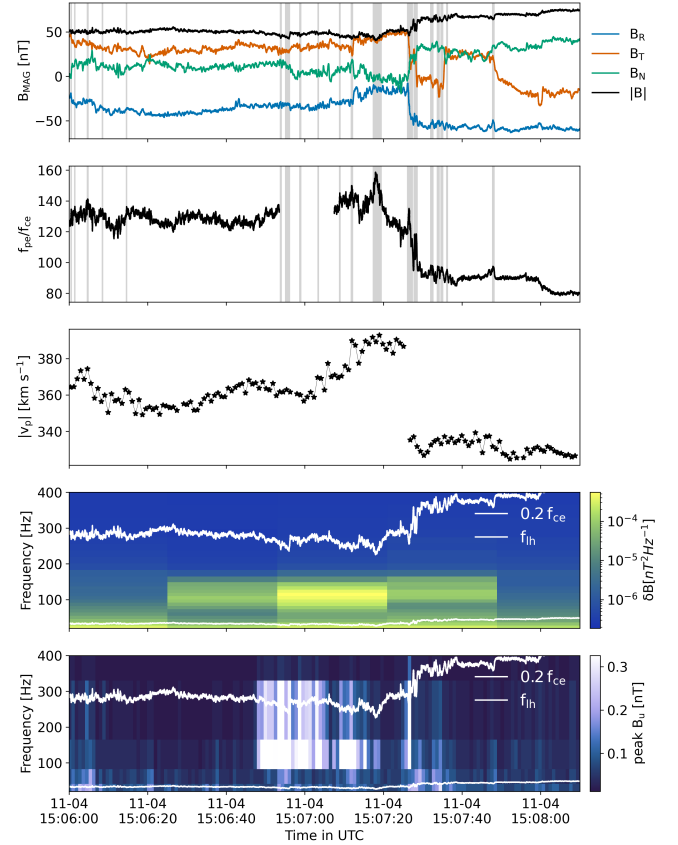 50
0
−50
B_MAG [nT]
B_R
B_T
B_N
|B|
160
140
120
100
80
f_pe/f_ce
380
360
340
|v_p| [km s⁻¹]
400
300
200
100
Frequency [Hz]
0.2 f_ce
f_lh
10⁻⁴
10⁻⁵
10⁻⁶
δB[nT²Hz⁻¹]
400
300
200
100
Frequency [Hz]
0.2 f_ce
f_lh
0.3
0.2
0.1
peak B_u [nT]
11-04 11-04 11-04 11-04 11-04 11-04 11-04
15:06:00 15:06:20 15:06:40 15:07:00 15:07:20 15:07:40 15:08:00
Time in UTC